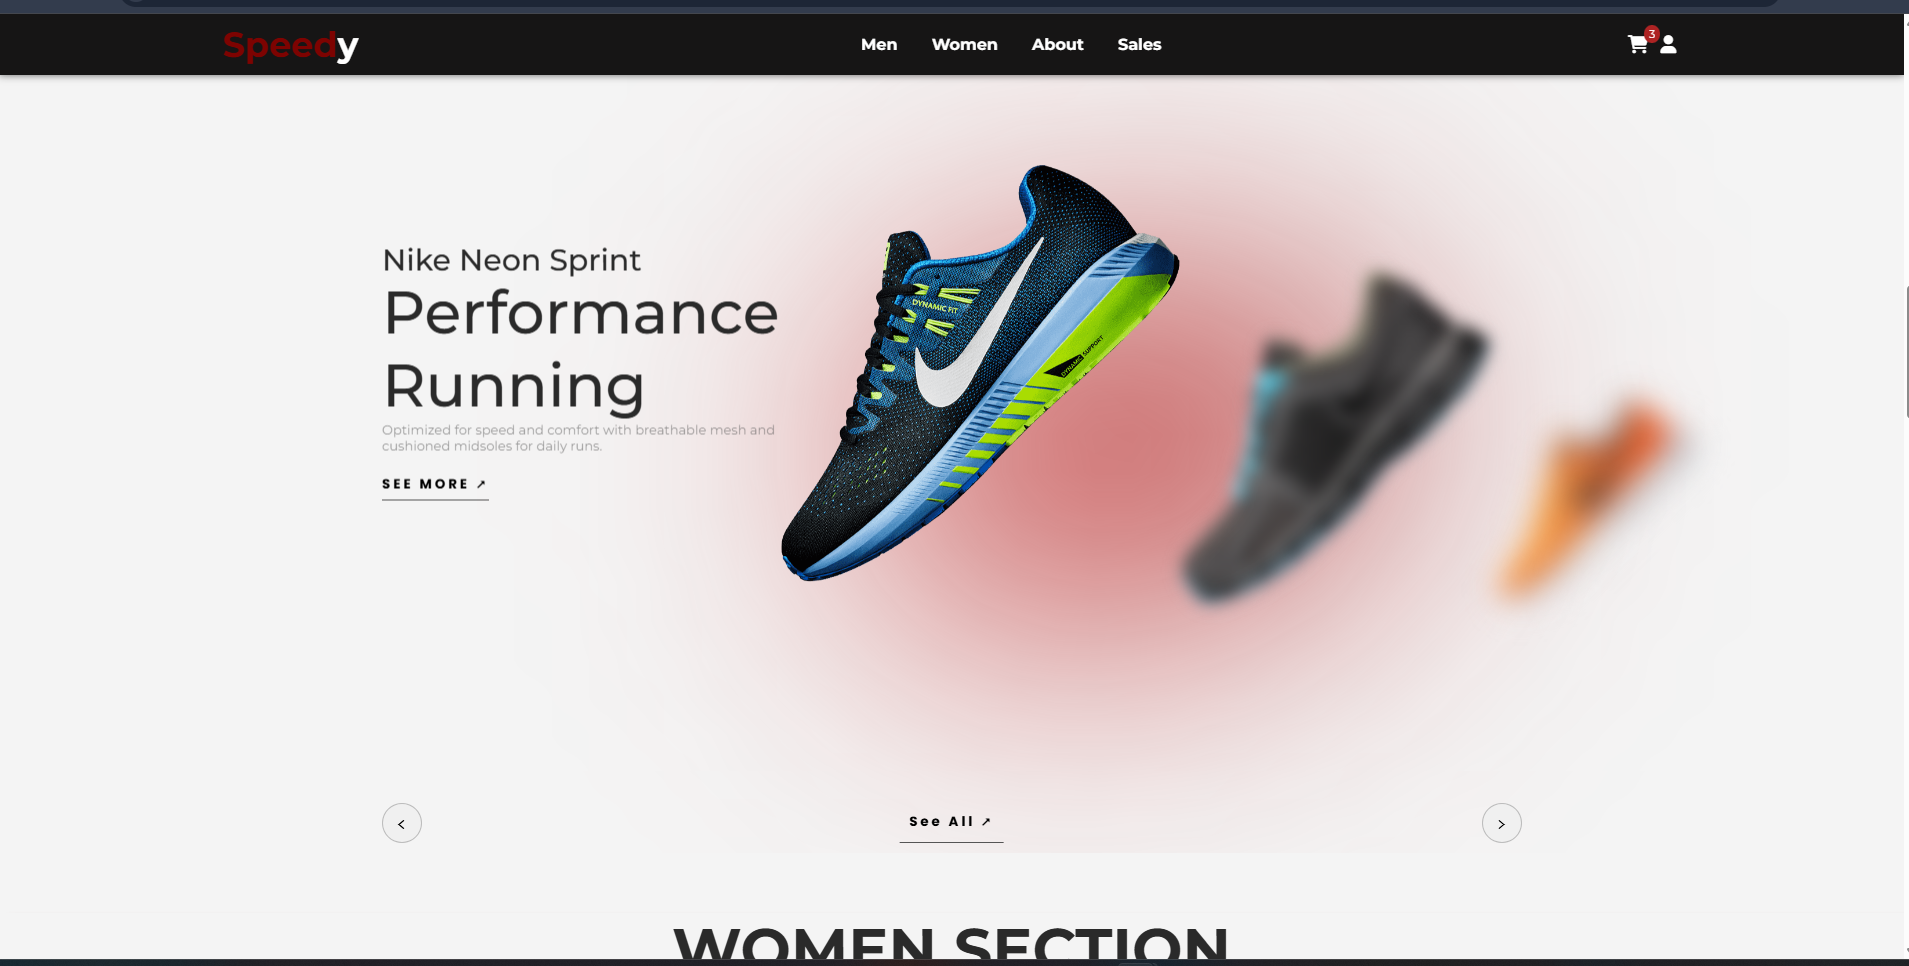 Speedy
Men Women About Sales
3
Nike Neon Sprint
Performance
Running
Optimized for speed and comfort with breathable mesh and
cushioned midsoles for daily runs.
SEE MORE ↗
DYNAMIC FIT
DYNAMIC SUPPORT
<
See All ↗
>
WOMEN SECTION